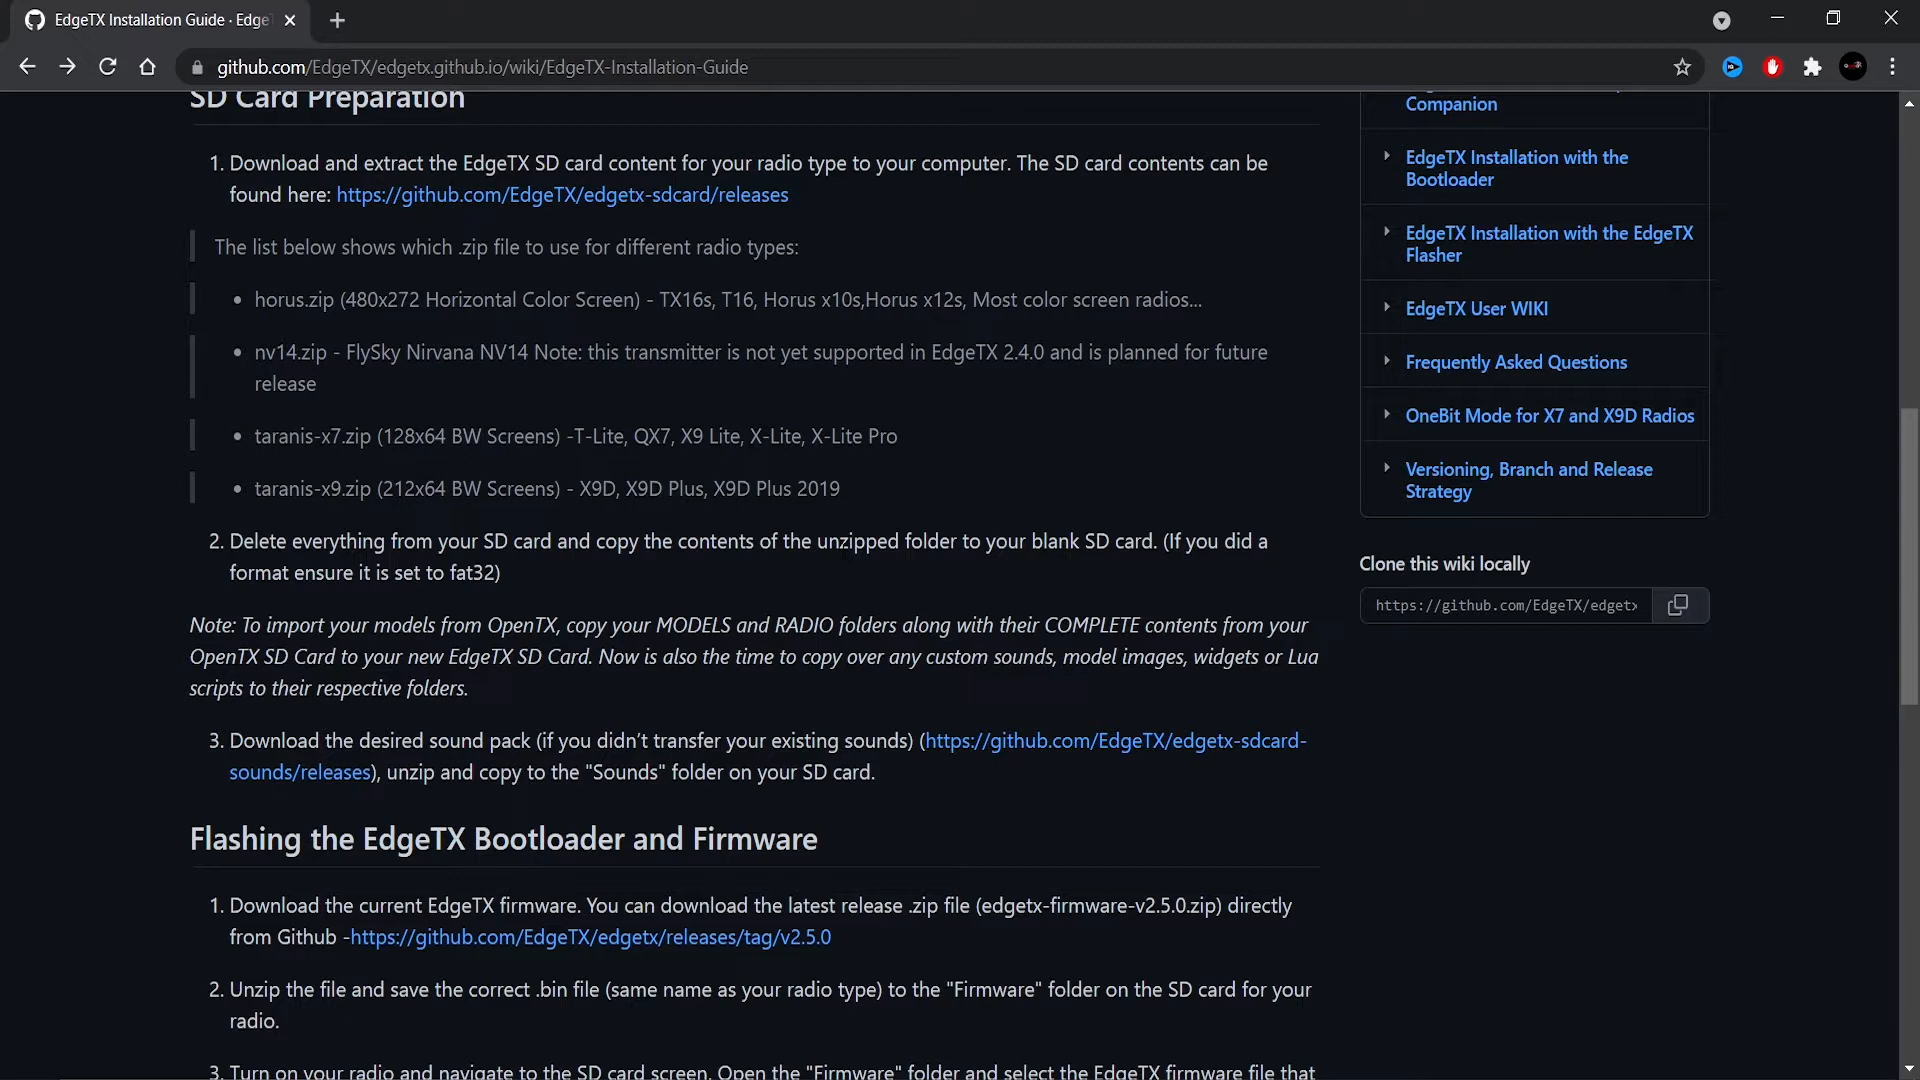 EdgeTX Installation Guide · Edge
github.com/EdgeTX/edgetx.github.io/wiki/EdgeTX-Installation-Guide
SD Card Preparation
1. Download and extract the EdgeTX SD card content for your radio type to your computer. The SD card contents can be
found here: https://github.com/EdgeTX/edgetx-sdcard/releases
The list below shows which .zip file to use for different radio types:
• horus.zip (480x272 Horizontal Color Screen) - TX16s, T16, Horus x10s,Horus x12s, Most color screen radios...
• nv14.zip - FlySky Nirvana NV14 Note: this transmitter is not yet supported in EdgeTX 2.4.0 and is planned for future
release
• taranis-x7.zip (128x64 BW Screens) -T-Lite, QX7, X9 Lite, X-Lite, X-Lite Pro
• taranis-x9.zip (212x64 BW Screens) - X9D, X9D Plus, X9D Plus 2019
2. Delete everything from your SD card and copy the contents of the unzipped folder to your blank SD card. (If you did a
format ensure it is set to fat32)
Note: To import your models from OpenTX, copy your MODELS and RADIO folders along with their COMPLETE contents from your
OpenTX SD Card to your new EdgeTX SD Card. Now is also the time to copy over any custom sounds, model images, widgets or Lua
scripts to their respective folders.
3. Download the desired sound pack (if you didn’t transfer your existing sounds) (https://github.com/EdgeTX/edgetx-sdcard-
sounds/releases), unzip and copy to the "Sounds" folder on your SD card.
Flashing the EdgeTX Bootloader and Firmware
1. Download the current EdgeTX firmware. You can download the latest release .zip file (edgetx-firmware-v2.5.0.zip) directly
from Github -https://github.com/EdgeTX/edgetx/releases/tag/v2.5.0
2. Unzip the file and save the correct .bin file (same name as your radio type) to the "Firmware" folder on the SD card for your
radio.
3. Turn on your radio and navigate to the SD card screen. Open the "Firmware" folder and select the EdgeTX firmware file that
Companion
EdgeTX Installation with the
Bootloader
EdgeTX Installation with the EdgeTX
Flasher
EdgeTX User WIKI
Frequently Asked Questions
OneBit Mode for X7 and X9D Radios
Versioning, Branch and Release
Strategy
Clone this wiki locally
https://github.com/EdgeTX/edgetx